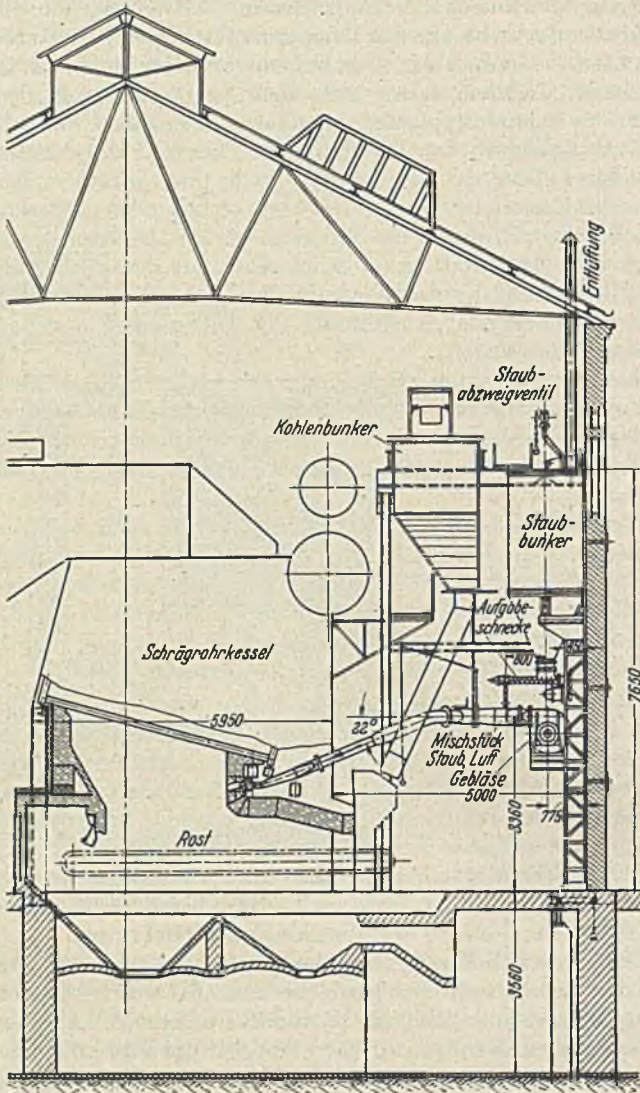 Entlüftung
Staub-
abzweigventil
Kohlenbunker
Staub-
bunker
Aufgabe-
schnecke
Schrägrohrkessel
800
7650
5950
22°
Mischstück
Staub, Luft
Gebläse
5000
3360
775
Rost
3560